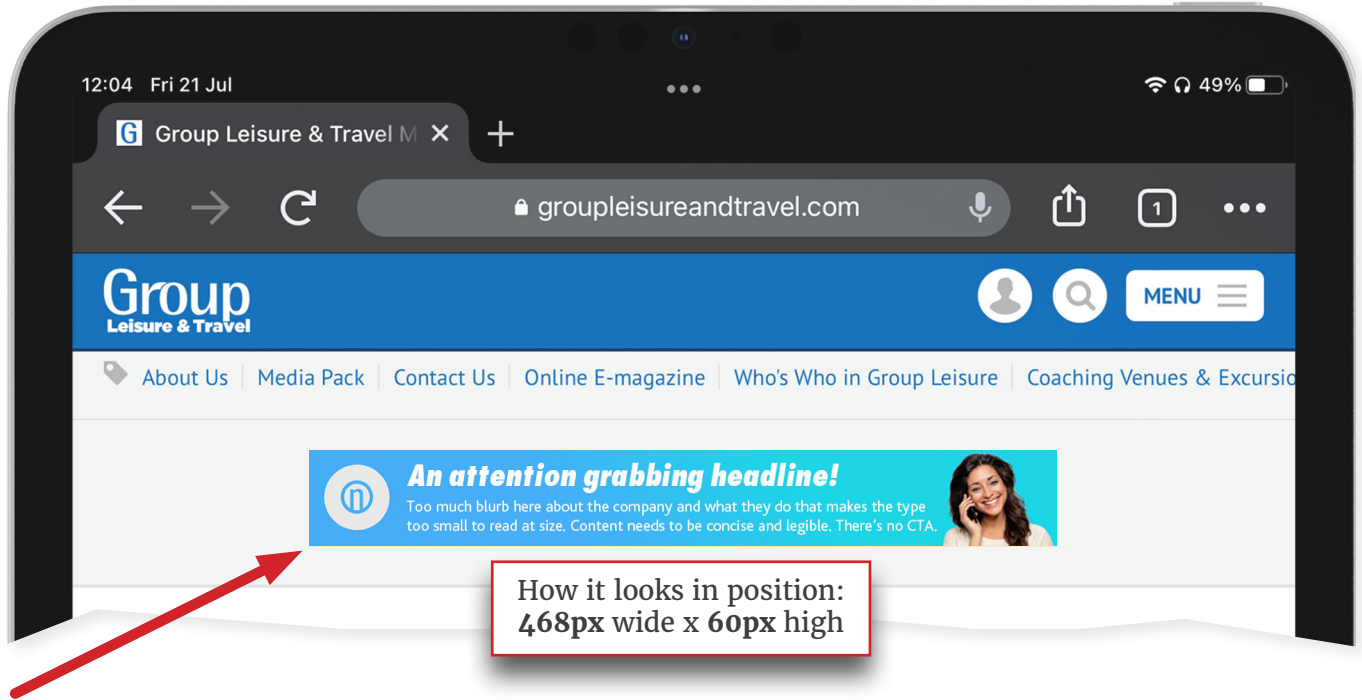 12:04 Fri 21 Jul
49%
G Group Leisure & Travel M
groupleisureandtravel.com
1
Group
Leisure & Travel
MENU
About Us Media Pack Contact Us Online E-magazine Who's Who in Group Leisure Coaching Venues & Excursio
n
An attention grabbing headline!
Too much blurb here about the company and what they do that makes the type
too small to read at size. Content needs to be concise and legible. There's no CTA.
How it looks in position:
468px wide x 60px high